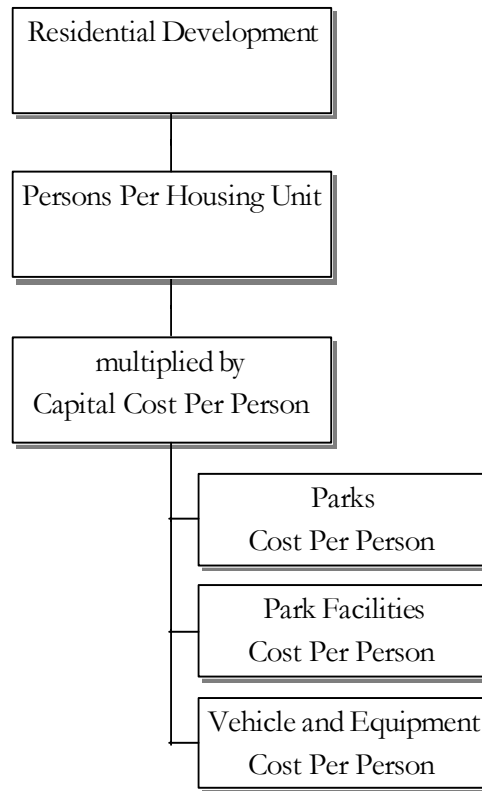 Residential Development
Persons Per Housing Unit
multiplied by
Capital Cost Per Person
Parks
Cost Per Person
Park Facilities
Cost Per Person
Vehicle and Equipment
Cost Per Person